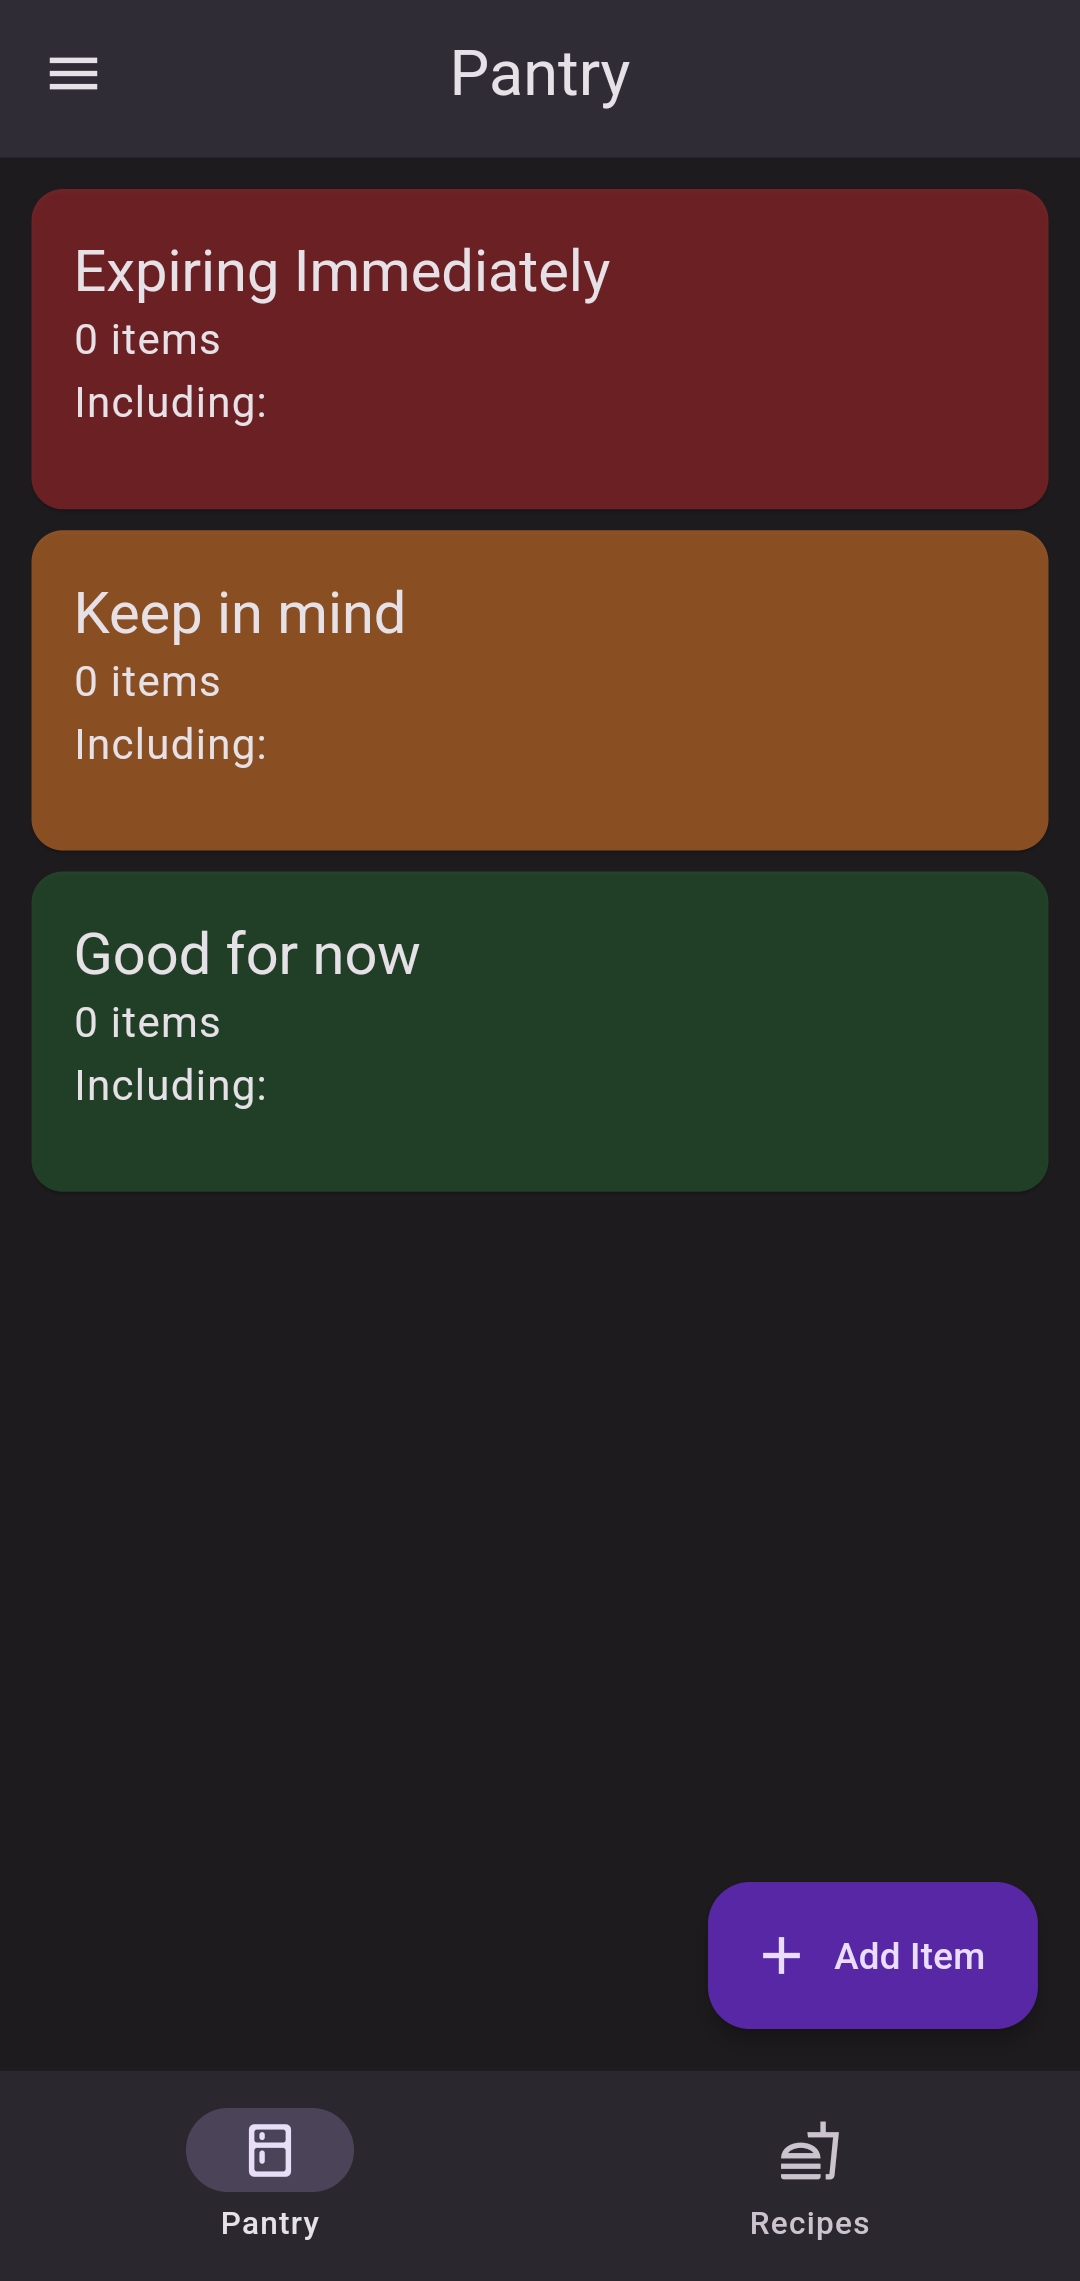 Pantry
Expiring Immediately
0 items
Including:
Keep in mind
0 items
Including:
Good for now
0 items
Including:
Add Item
Pantry
Recipes